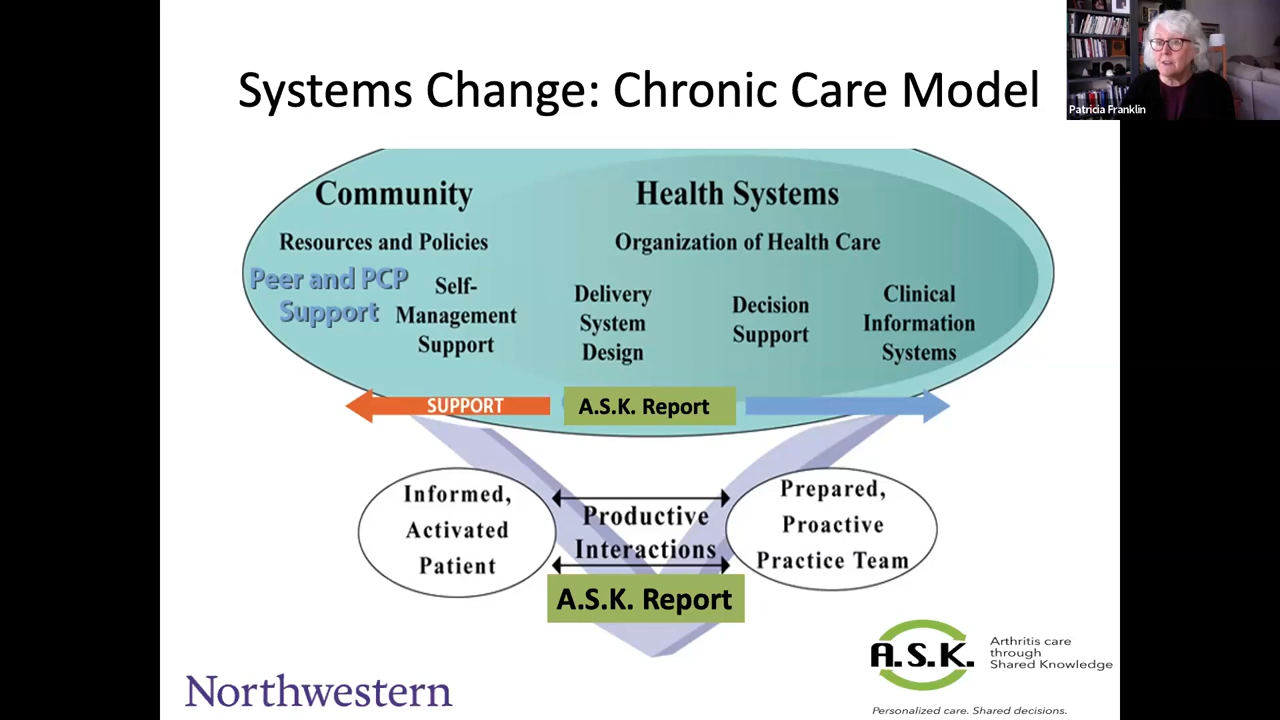 Systems Change: Chronic Care Model
Patricia Franklin
Community
Health Systems
Resources and Policies
Organization of Health Care
Peer and PCP
Support
Self-
Management
Support
Delivery
System
Design
Decision
Support
Clinical
Information
Systems
SUPPORT
A.S.K. Report
Informed,
Activated
Patient
Productive
Interactions
Prepared,
Proactive
Practice Team
A.S.K. Report
Northwestern
A.S.K.
Arthritis care
through
Shared Knowledge
Personalized care. Shared decisions.